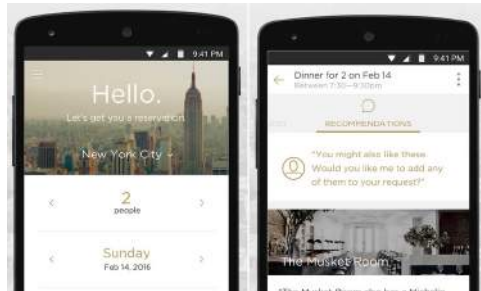 9:41 PM
Hello.
Let's get you a reservation.
New York City
2
people
Sunday
Feb 14, 2016
9:41 PM
Dinner for 2 on Feb 14
Between 7:30—9:30pm
RECOMMENDATIONS
"You might also like these.
Would you like me to add any
of them to your request?"
The Musket Room